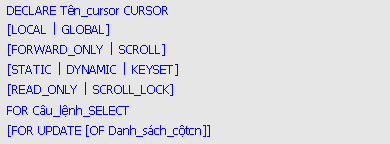 DECLARE Tên_cursor CURSOR
[LOCAL | GLOBAL]
[FORWARD_ONLY | SCROLL]
[STATIC | DYNAMIC | KEYSET]
[READ_ONLY | SCROLL_LOCK]
FOR Câu_lệnh_SELECT
[FOR UPDATE [OF Danh_sách_cộtcn]]